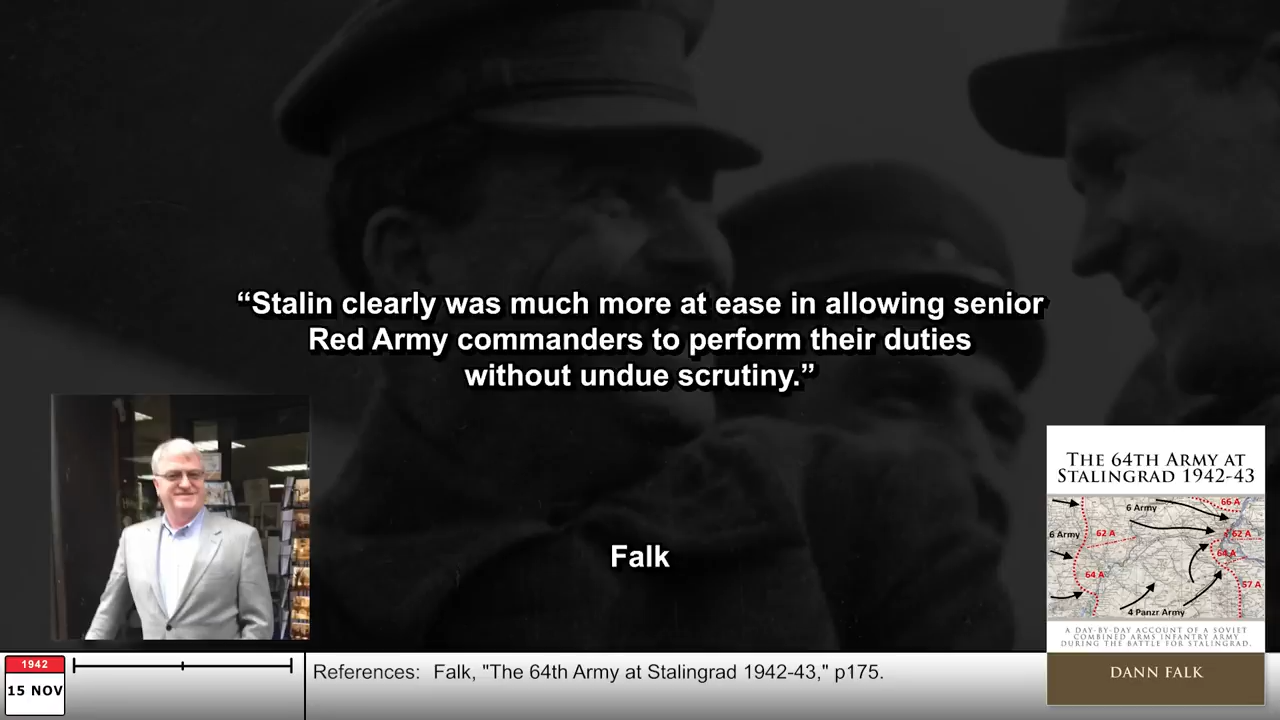 “Stalin clearly was much more at ease in allowing senior
Red Army commanders to perform their duties
without undue scrutiny.”
Falk
THE 64TH ARMY AT
STALINGRAD 1942-43
66 A
6 Army
6 Army
62 A
62 A
64 A
64 A
57 A
4 Panzr Army
A DAY-BY-DAY ACCOUNT OF A SOVIET
COMBINED ARMS INFANTRY ARMY
DURING THE BATTLE FOR STALINGRAD.
DANN FALK
1942
15 NOV
References: Falk, "The 64th Army at Stalingrad 1942-43," p175.